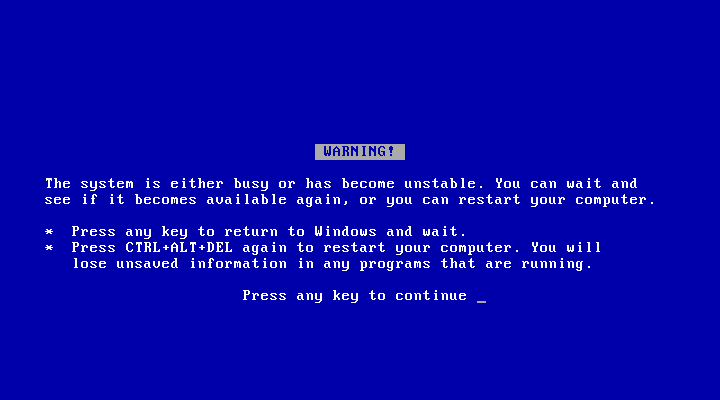 WARNING!
The system is either busy or has become unstable. You can wait and
see if it becomes available again, or you can restart your computer.
* Press any key to return to Windows and wait.
* Press CTRL+ALT+DEL again to restart your computer. You will
lose unsaved information in any programs that are running.
Press any key to continue _